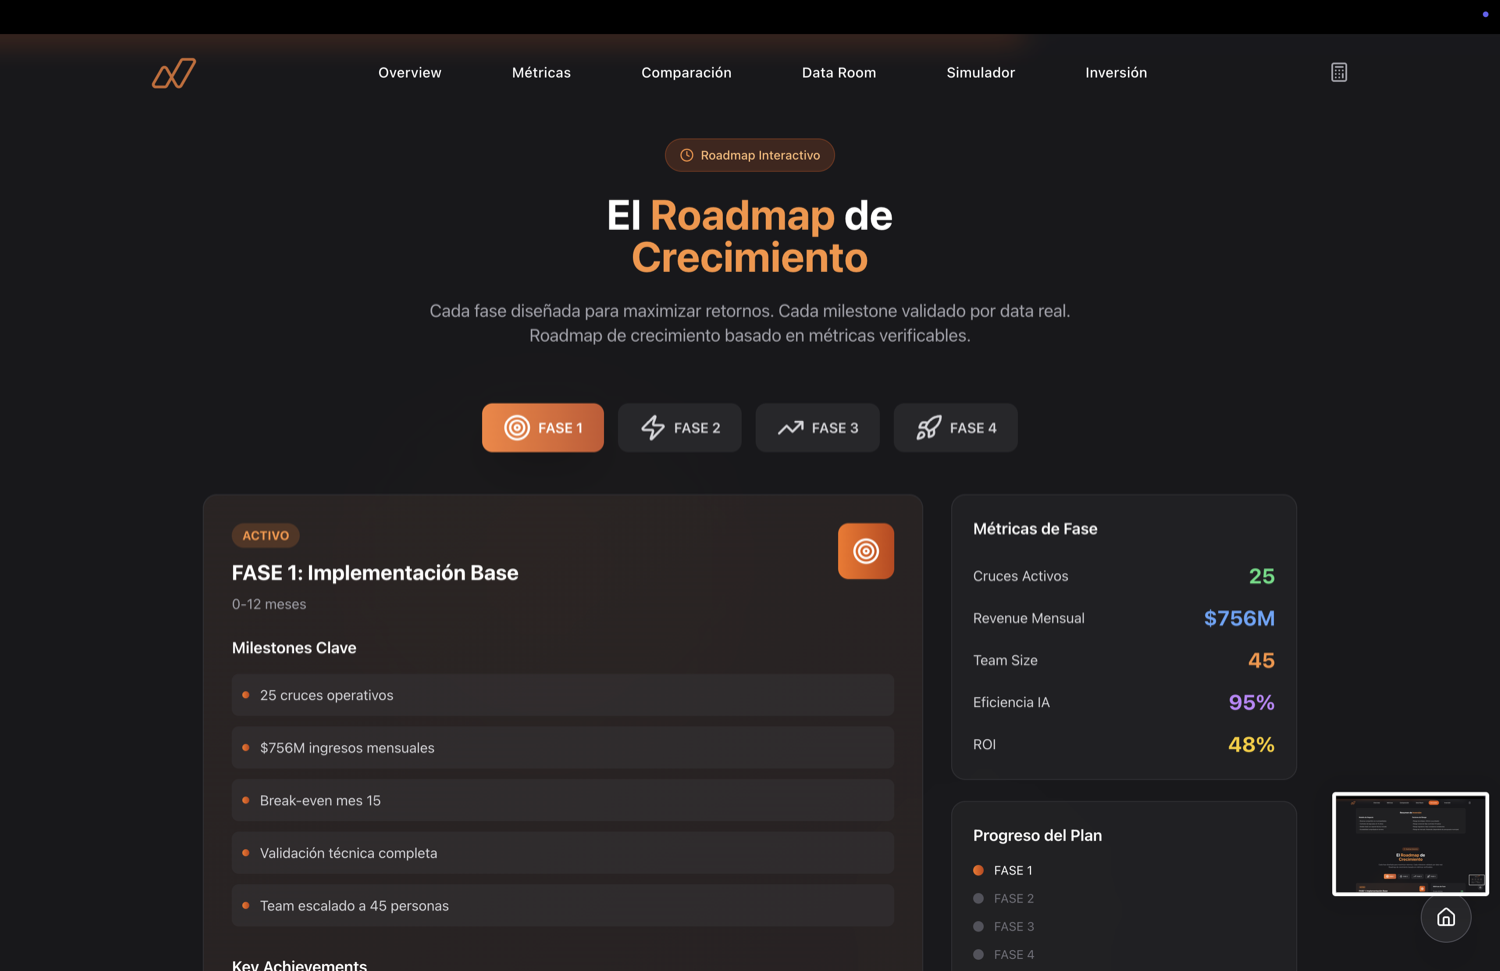 Overview
Métricas
Comparación
Data Room
Simulador
Inversión
Roadmap Interactivo
El Roadmap de
Crecimiento
Cada fase diseñada para maximizar retornos. Cada milestone validado por data real.
Roadmap de crecimiento basado en métricas verificables.
FASE 1
FASE 2
FASE 3
FASE 4
ACTIVO
FASE 1: Implementación Base
0-12 meses
Milestones Clave
25 cruces operativos
$756M ingresos mensuales
Break-even mes 15
Validación técnica completa
Team escalado a 45 personas
Key Achievements
Métricas de Fase
Cruces Activos 25
Revenue Mensual $756M
Team Size 45
Eficiencia IA 95%
ROI 48%
Progreso del Plan
FASE 1
FASE 2
FASE 3
FASE 4
El Roadmap de
Crecimiento